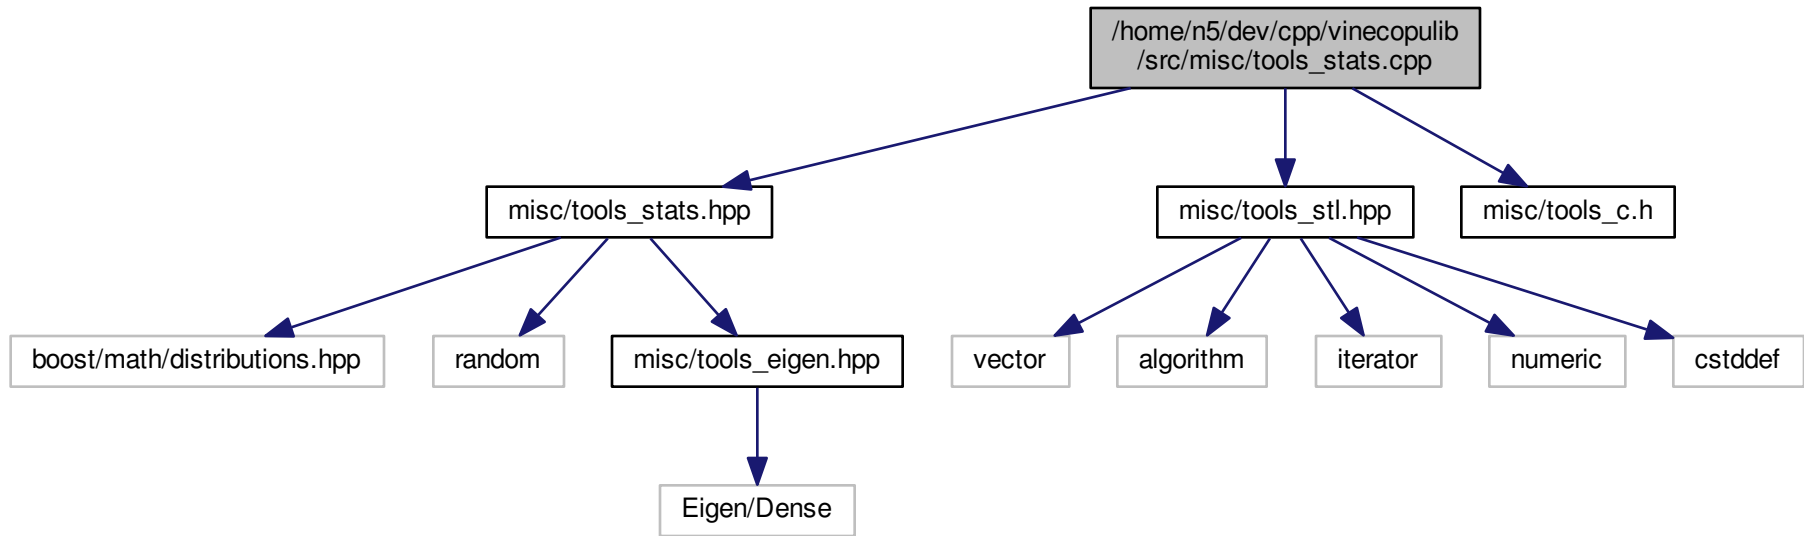 /home/n5/dev/cpp/vinecopulib
/src/misc/tools_stats.cpp
misc/tools_stats.hpp
misc/tools_stl.hpp
misc/tools_c.h
boost/math/distributions.hpp
random
misc/tools_eigen.hpp
vector
algorithm
iterator
numeric
cstddef
Eigen/Dense